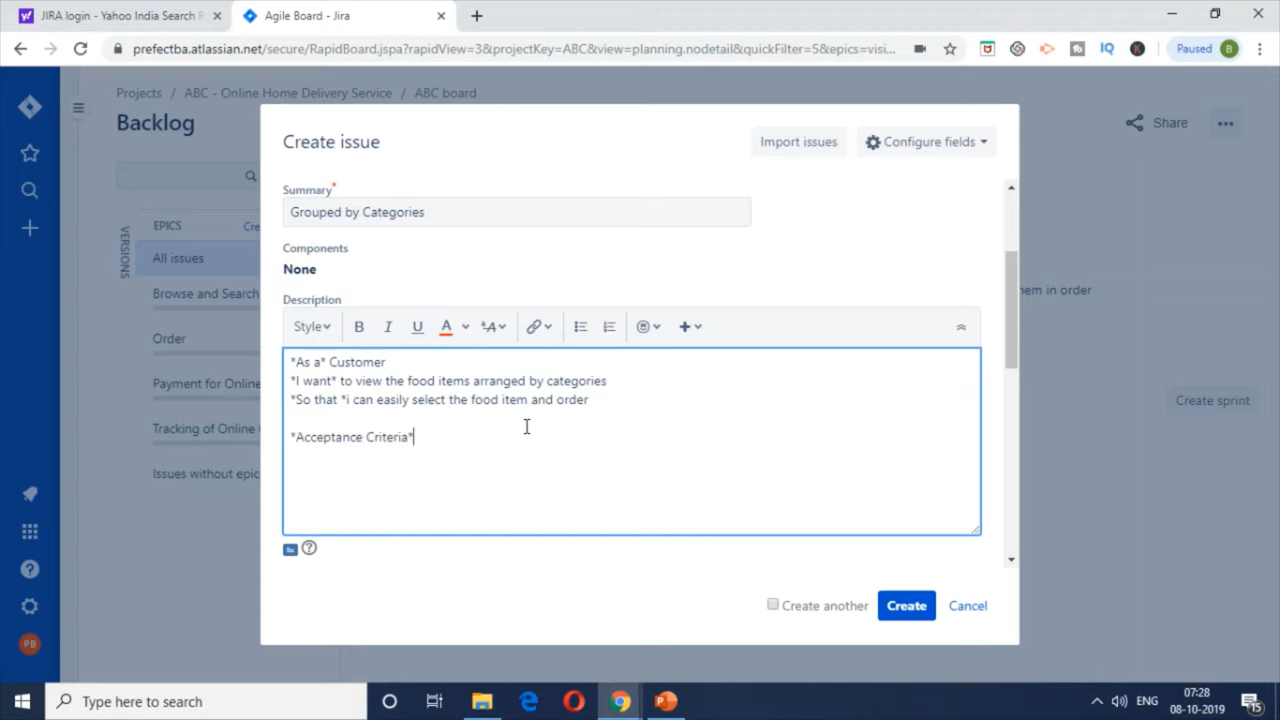 JIRA login - Yahoo India Search R
Agile Board - Jira
prefectba.atlassian.net/secure/RapidBoard.jspa?rapidView=3&projectKey=ABC&view=planning.nodetail&quickFilter=5&epics=visi...
IQ
K
Paused
B
Projects / ABC - Online Home Delivery Service / ABC board
Backlog
Share
VERSIONS
EPICS
Cre
All issues
Browse and Search
Order
Payment for Online
Tracking of Online
Issues without epic
em in order
Create sprint
Create issue
Import issues
Configure fields
Summary*
Grouped by Categories
Components
None
Description
Style
B I U A
*As a* Customer
*I want* to view the food items arranged by categories
*So that *i can easily select the food item and order
*Acceptance Criteria*
Create another
Create
Cancel
PB
Type here to search
ENG
07:28
08-10-2019
15